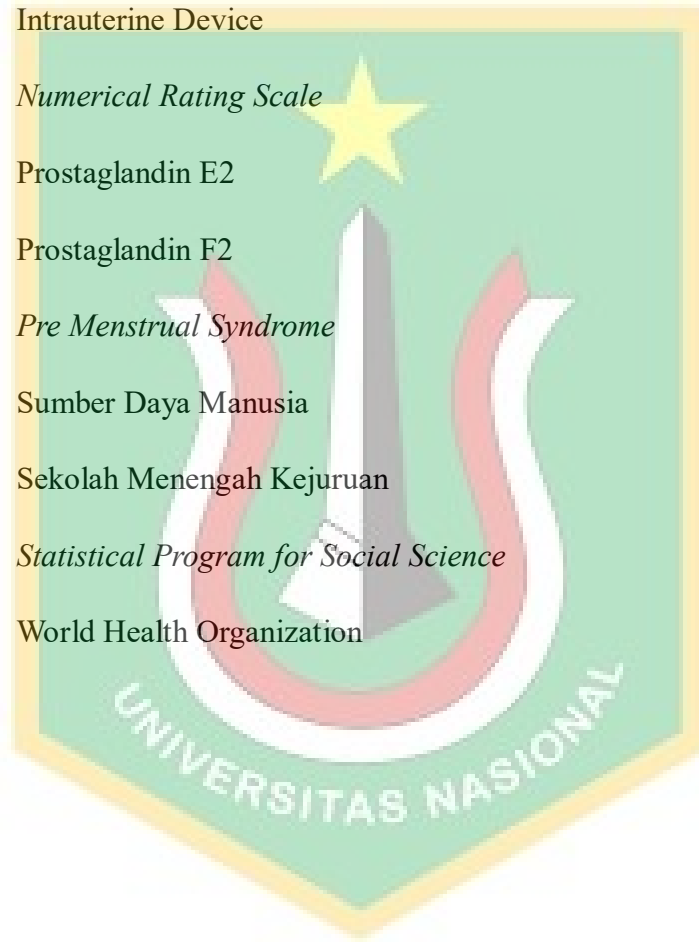 Intrauterine Device
Numerical Rating Scale
Prostaglandin E2
Prostaglandin F2
Pre Menstrual Syndrome
Sumber Daya Manusia
Sekolah Menengah Kejuruan
Statistical Program for Social Science
World Health Organization
UNIVERSITAS NASIONAL